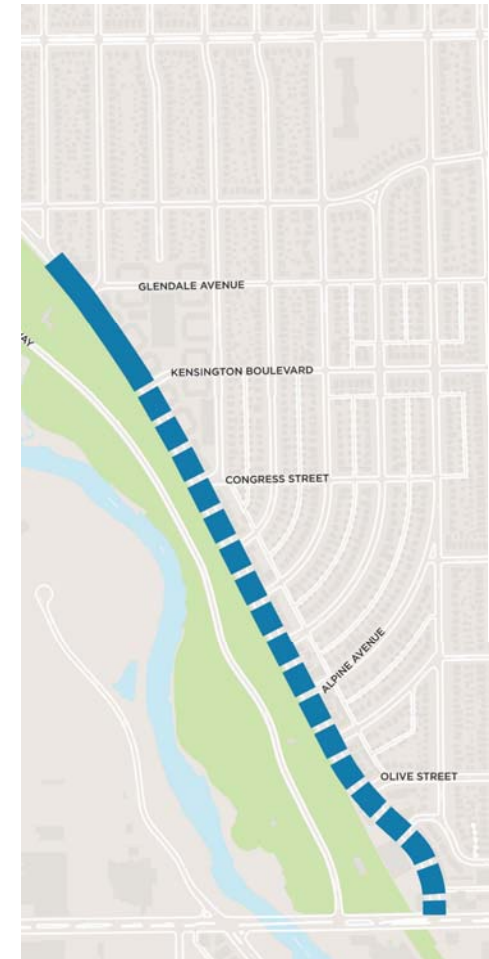 GLENDALE AVENUE
KENSINGTON BOULEVARD
CONGRESS STREET
ALPINE AVENUE
OLIVE STREET